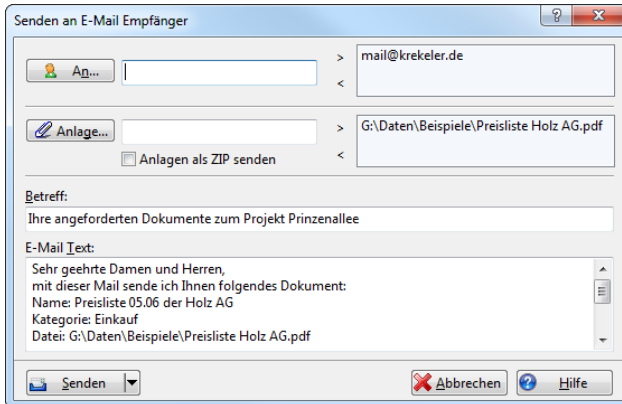 Senden an E-Mail Empfänger
? X
An... > mail@krekeler.de
<
Anlage... > G:\Daten\Beispiele\Preisliste Holz AG.pdf
Anlagen als ZIP senden <
Betreff:
Ihre angeforderten Dokumente zum Projekt Prinzenallee
E-Mail Text:
Sehr geehrte Damen und Herren,
mit dieser Mail sende ich Ihnen folgendes Dokument:
Name: Preisliste 05.06 der Holz AG
Kategorie: Einkauf
Datei: G:\Daten\Beispiele\Preisliste Holz AG.pdf
Senden Abbrechen ? Hilfe